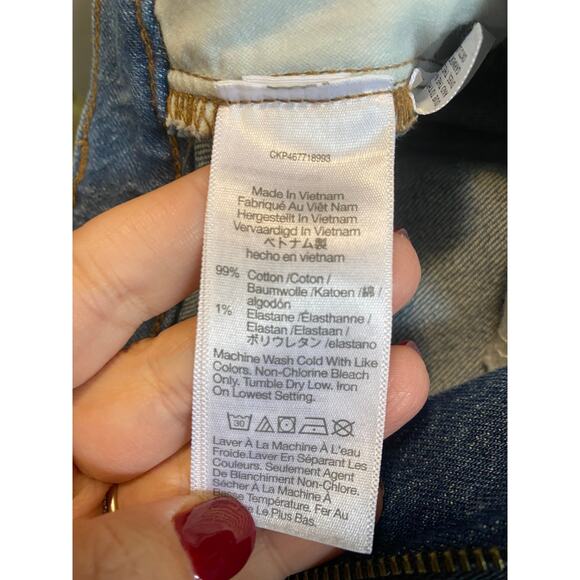 CKP467718993
Made In Vietnam
Fabriqué Au Viêt Nam
Hergestellt In Vietnam
Vervaardigd In Vietnam
ベトナム製
hecho en vietnam
99% Cotton /Coton/
Baumwolle /Katoen /綿 /
algodón
1% Elastane /Élasthanne/
Elastan /Elastaan/
ポリウレタン /elastano
Machine Wash Cold With Like
Colors. Non-Chlorine Bleach
Only. Tumble Dry Low. Iron
On Lowest Setting.
30
Laver À La Machine À L'eau
Froide.Laver En Séparant Les
Couleurs. Seulement Agent
De Blanchiment Non-Chlore.
Sécher À La Machine À
Basse Température. Fer Au
Le Plus Bas.